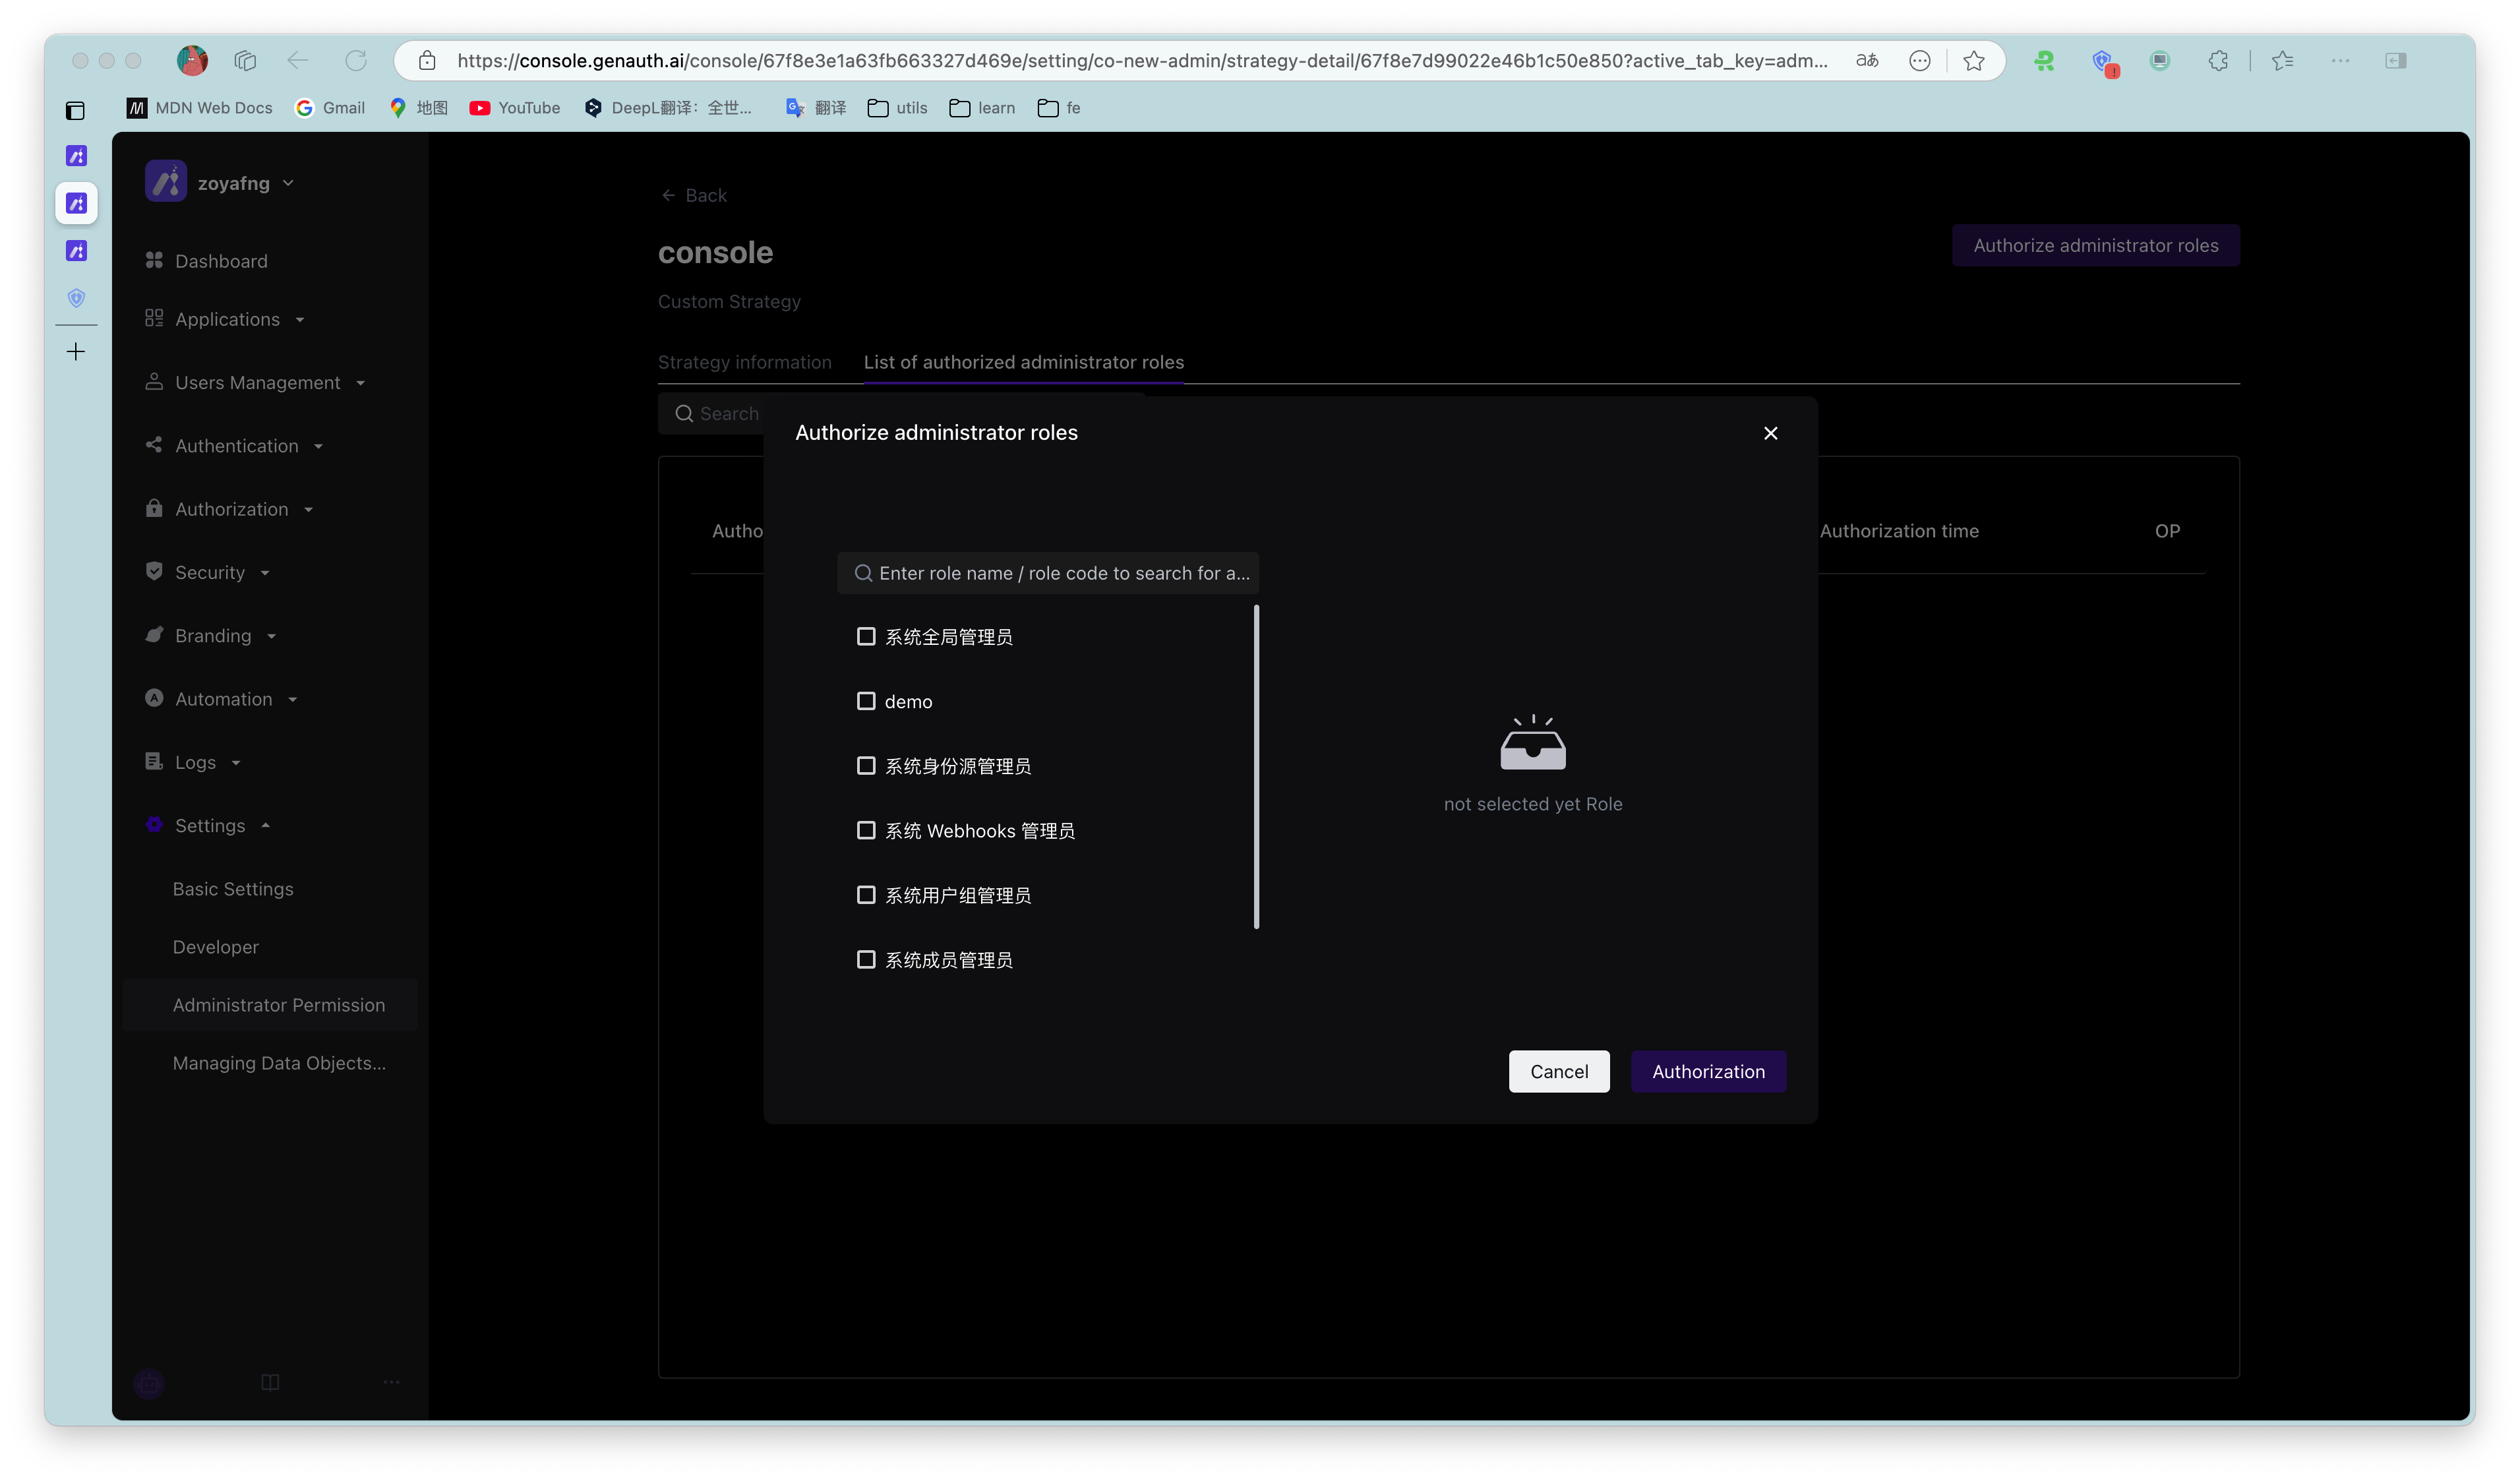 https://console.genauth.ai/console/67f8e3e1a63fb663327d469e/setting/co-new-admin/strategy-detail/67f8e7d99022e46b1c50e850?active_tab_key=adm...
aあ
MDN Web Docs
Gmail
地图
YouTube
DeepL翻译：全世...
翻译
utils
learn
fe
zoyafng
Dashboard
Applications
Users Management
Authentication
Authorization
Security
Branding
Automation
Logs
Settings
Basic Settings
Developer
Administrator Permission
Managing Data Objects...
Back
console
Authorize administrator roles
Custom Strategy
Strategy information
List of authorized administrator roles
Search
Autho
Authorization time
OP
Authorize administrator roles
Enter role name / role code to search for a...
系统全局管理员
demo
系统身份源管理员
系统 Webhooks 管理员
系统用户组管理员
系统成员管理员
not selected yet Role
Cancel
Authorization